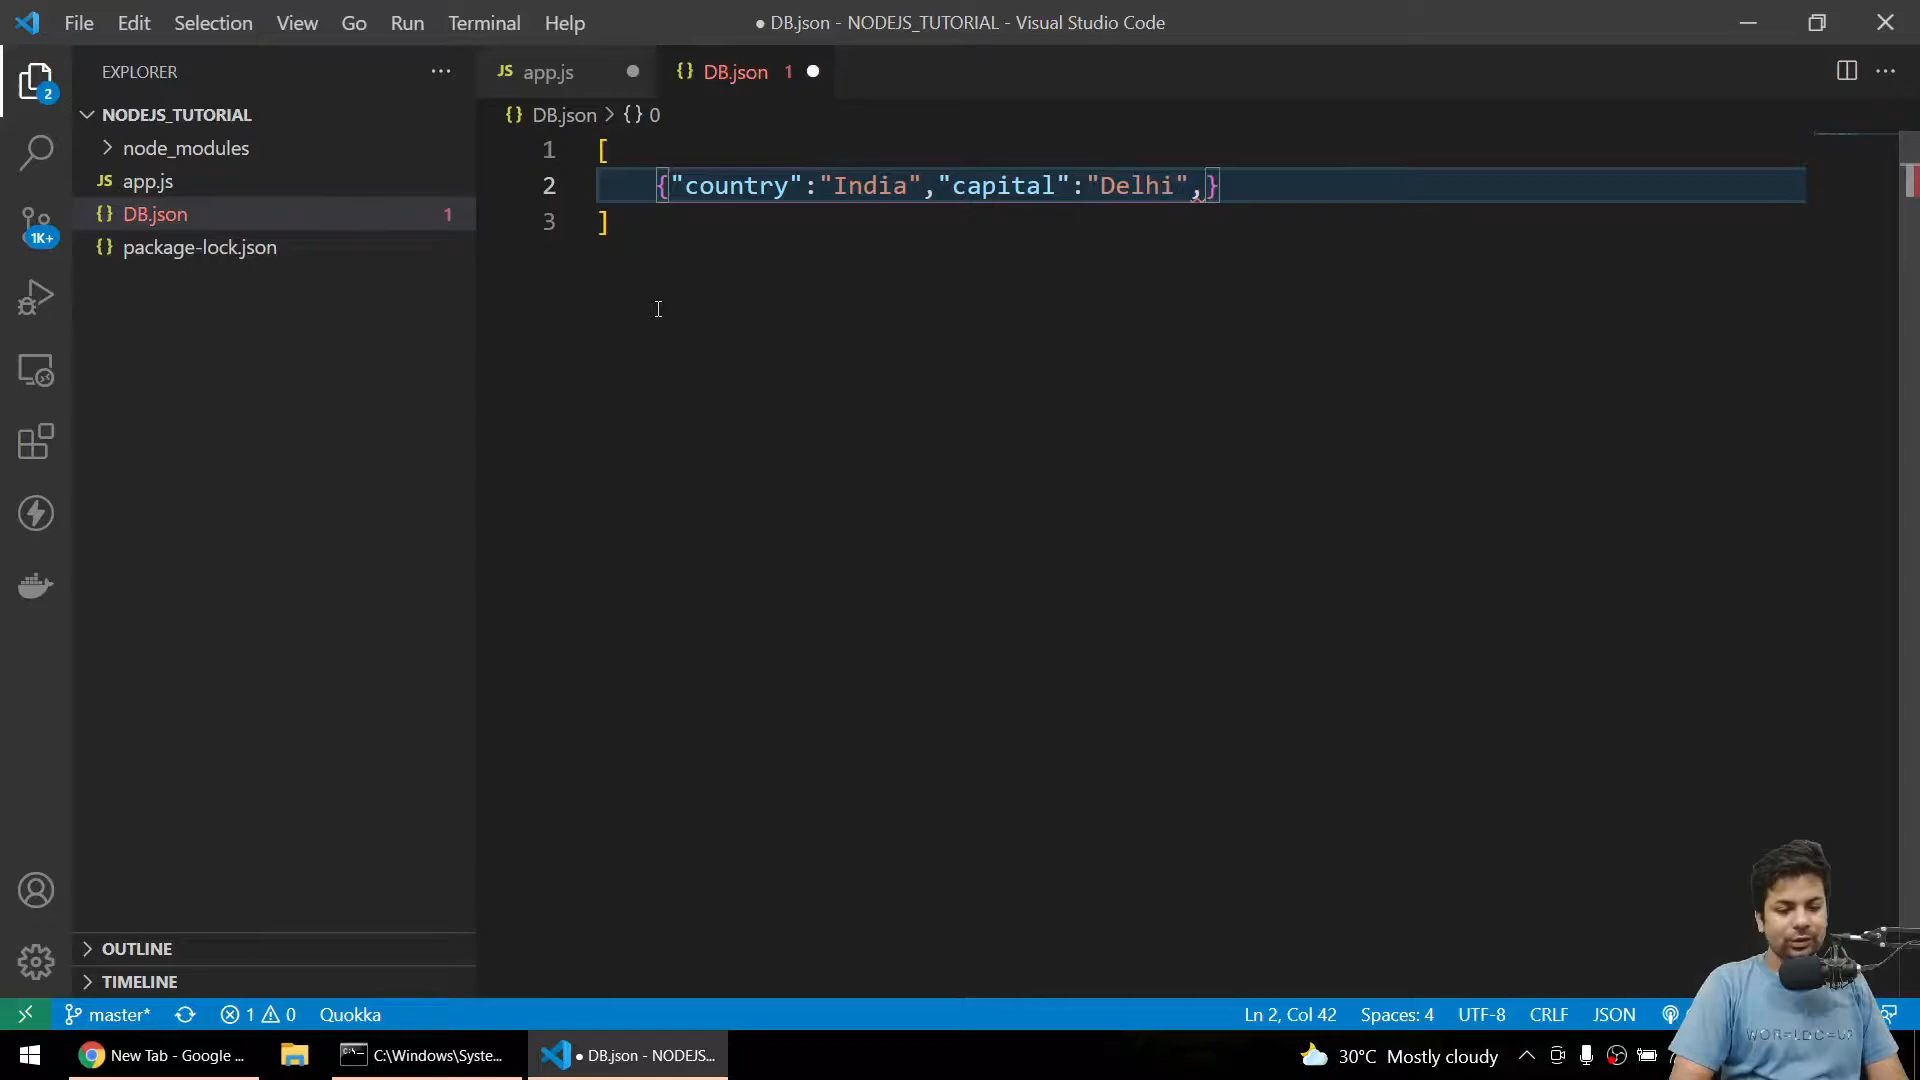 File Edit Selection View Go Run Terminal Help
● DB.json - NODEJS_TUTORIAL - Visual Studio Code
EXPLORER
JS app.js
{} DB.json 1
2
NODEJS_TUTORIAL
{} DB.json > {} 0
node_modules
JS app.js
{} DB.json 1
{} package-lock.json
1K+
1 [
2 {"country":"India","capital":"Delhi",}
3 ]
OUTLINE
TIMELINE
master* 1 0 Quokka
Ln 2, Col 42 Spaces: 4 UTF-8 CRLF JSON
New Tab - Google ...
C:\Windows\Syste...
● DB.json - NODEJS...
30°C Mostly cloudy